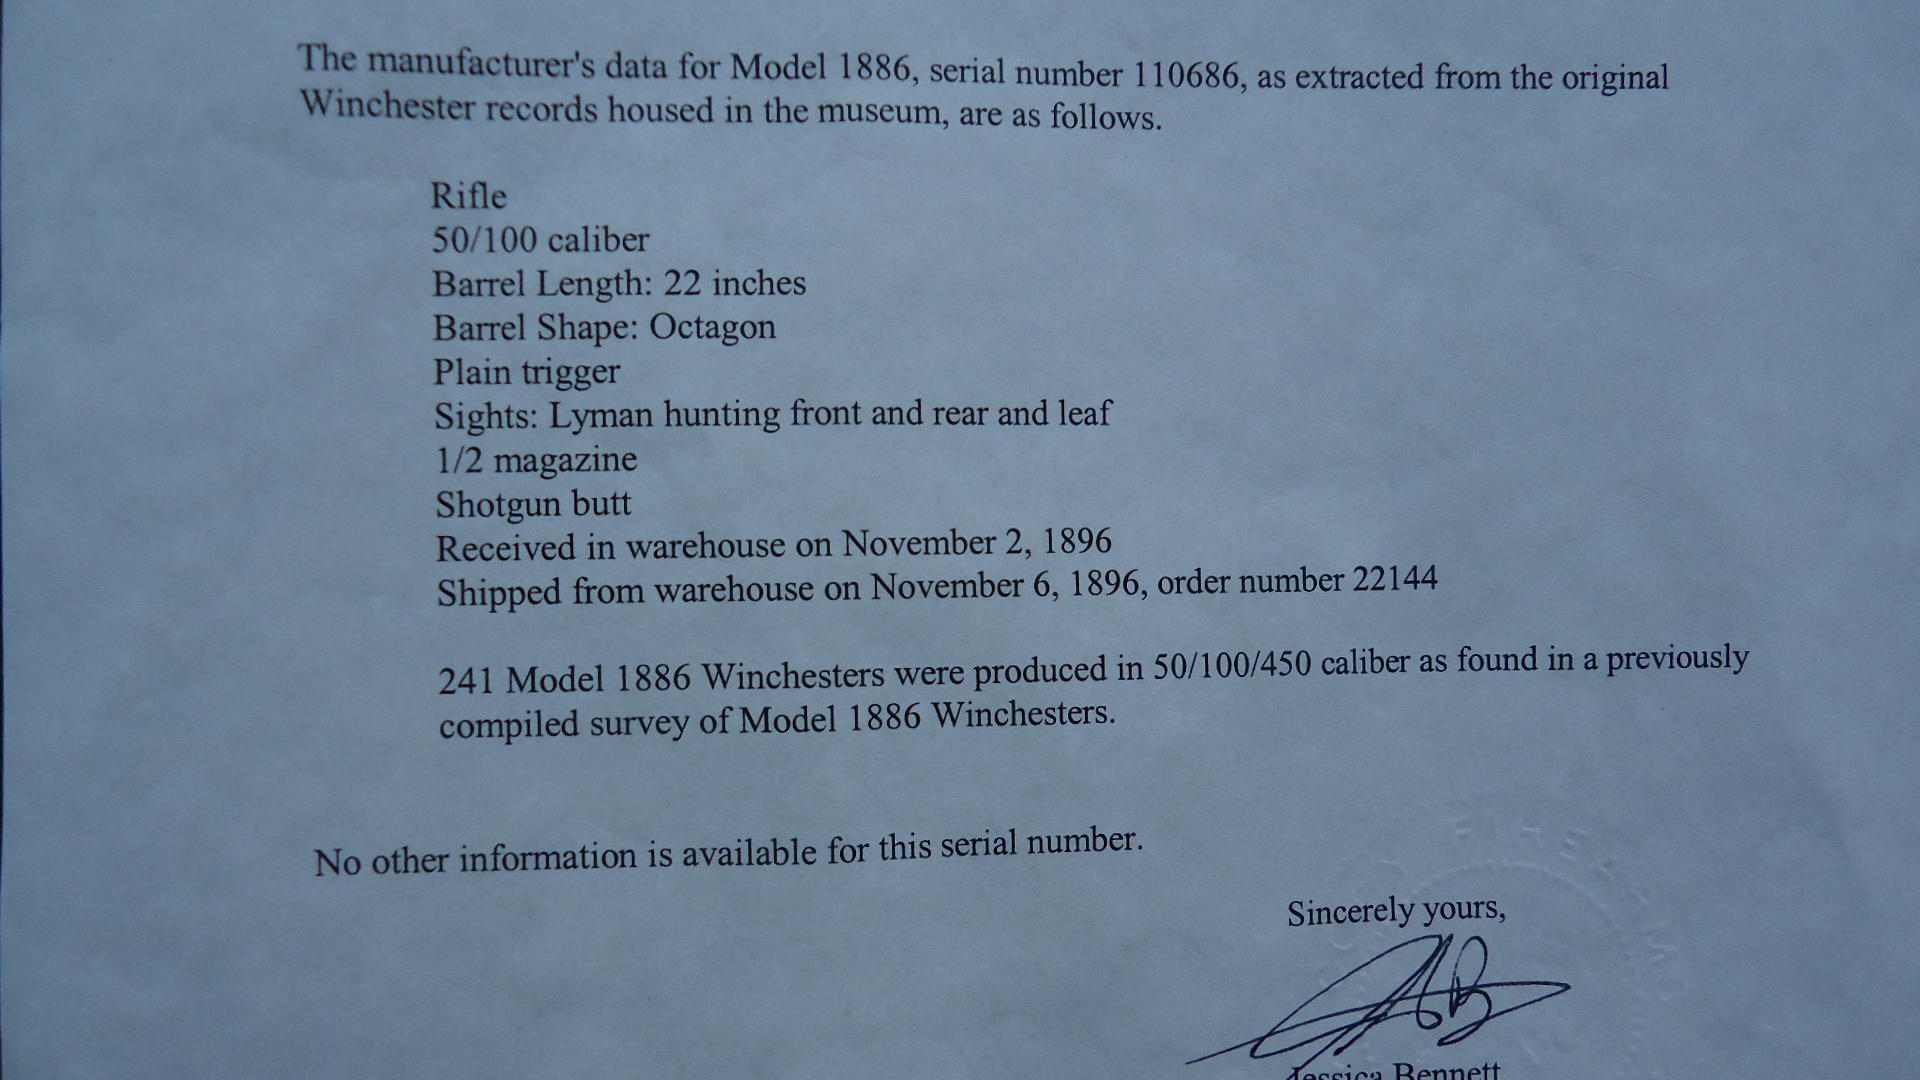 The manufacturer's data for Model 1886, serial number 110686, as extracted from the original
Winchester records housed in the museum, are as follows.
Rifle
50/100 caliber
Barrel Length: 22 inches
Barrel Shape: Octagon
Plain trigger
Sights: Lyman hunting front and rear and leaf
1/2 magazine
Shotgun butt
Received in warehouse on November 2, 1896
Shipped from warehouse on November 6, 1896, order number 22144
241 Model 1886 Winchesters were produced in 50/100/450 caliber as found in a previously
compiled survey of Model 1886 Winchesters.
No other information is available for this serial number.
Sincerely yours,
Jessica Bennett